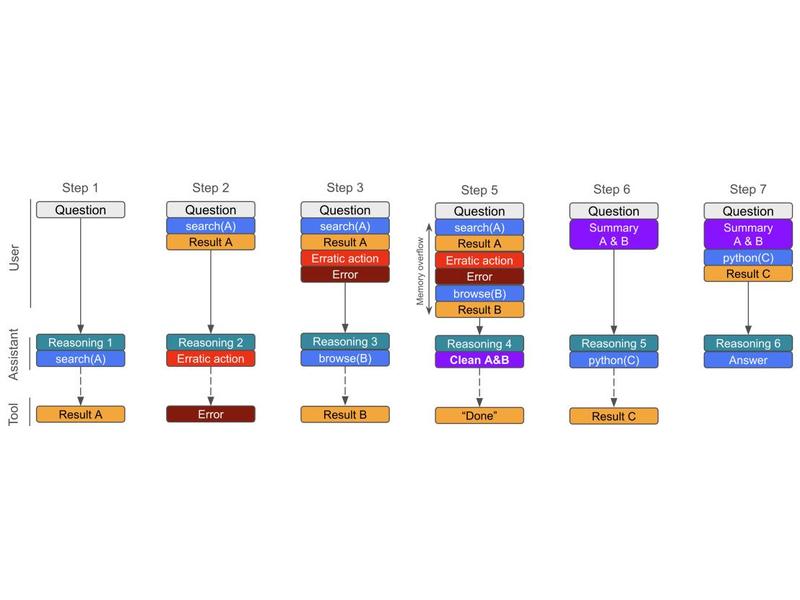 Step 1
Question
Reasoning 1
search(A)
Result A
Step 2
Question
search(A)
Result A
Reasoning 2
Erratic action
Error
Step 3
Question
search(A)
Result A
Erratic action
Error
Reasoning 3
browse(B)
Result B
Step 5
Question
search(A)
Result A
Erratic action
Error
browse(B)
Result B
Memory overflow
Reasoning 4
Clean A&B
“Done”
Step 6
Question
Summary
A & B
Reasoning 5
python(C)
Result C
Step 7
Question
Summary
A & B
python(C)
Result C
Reasoning 6
Answer
User
Assistant
Tool